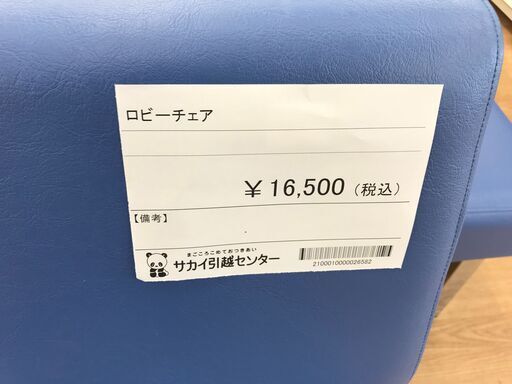 ロビーチェア
￥16,500（税込）
【備考】
まごころこめておつきあい
サカイ引越センター
2100010000026582